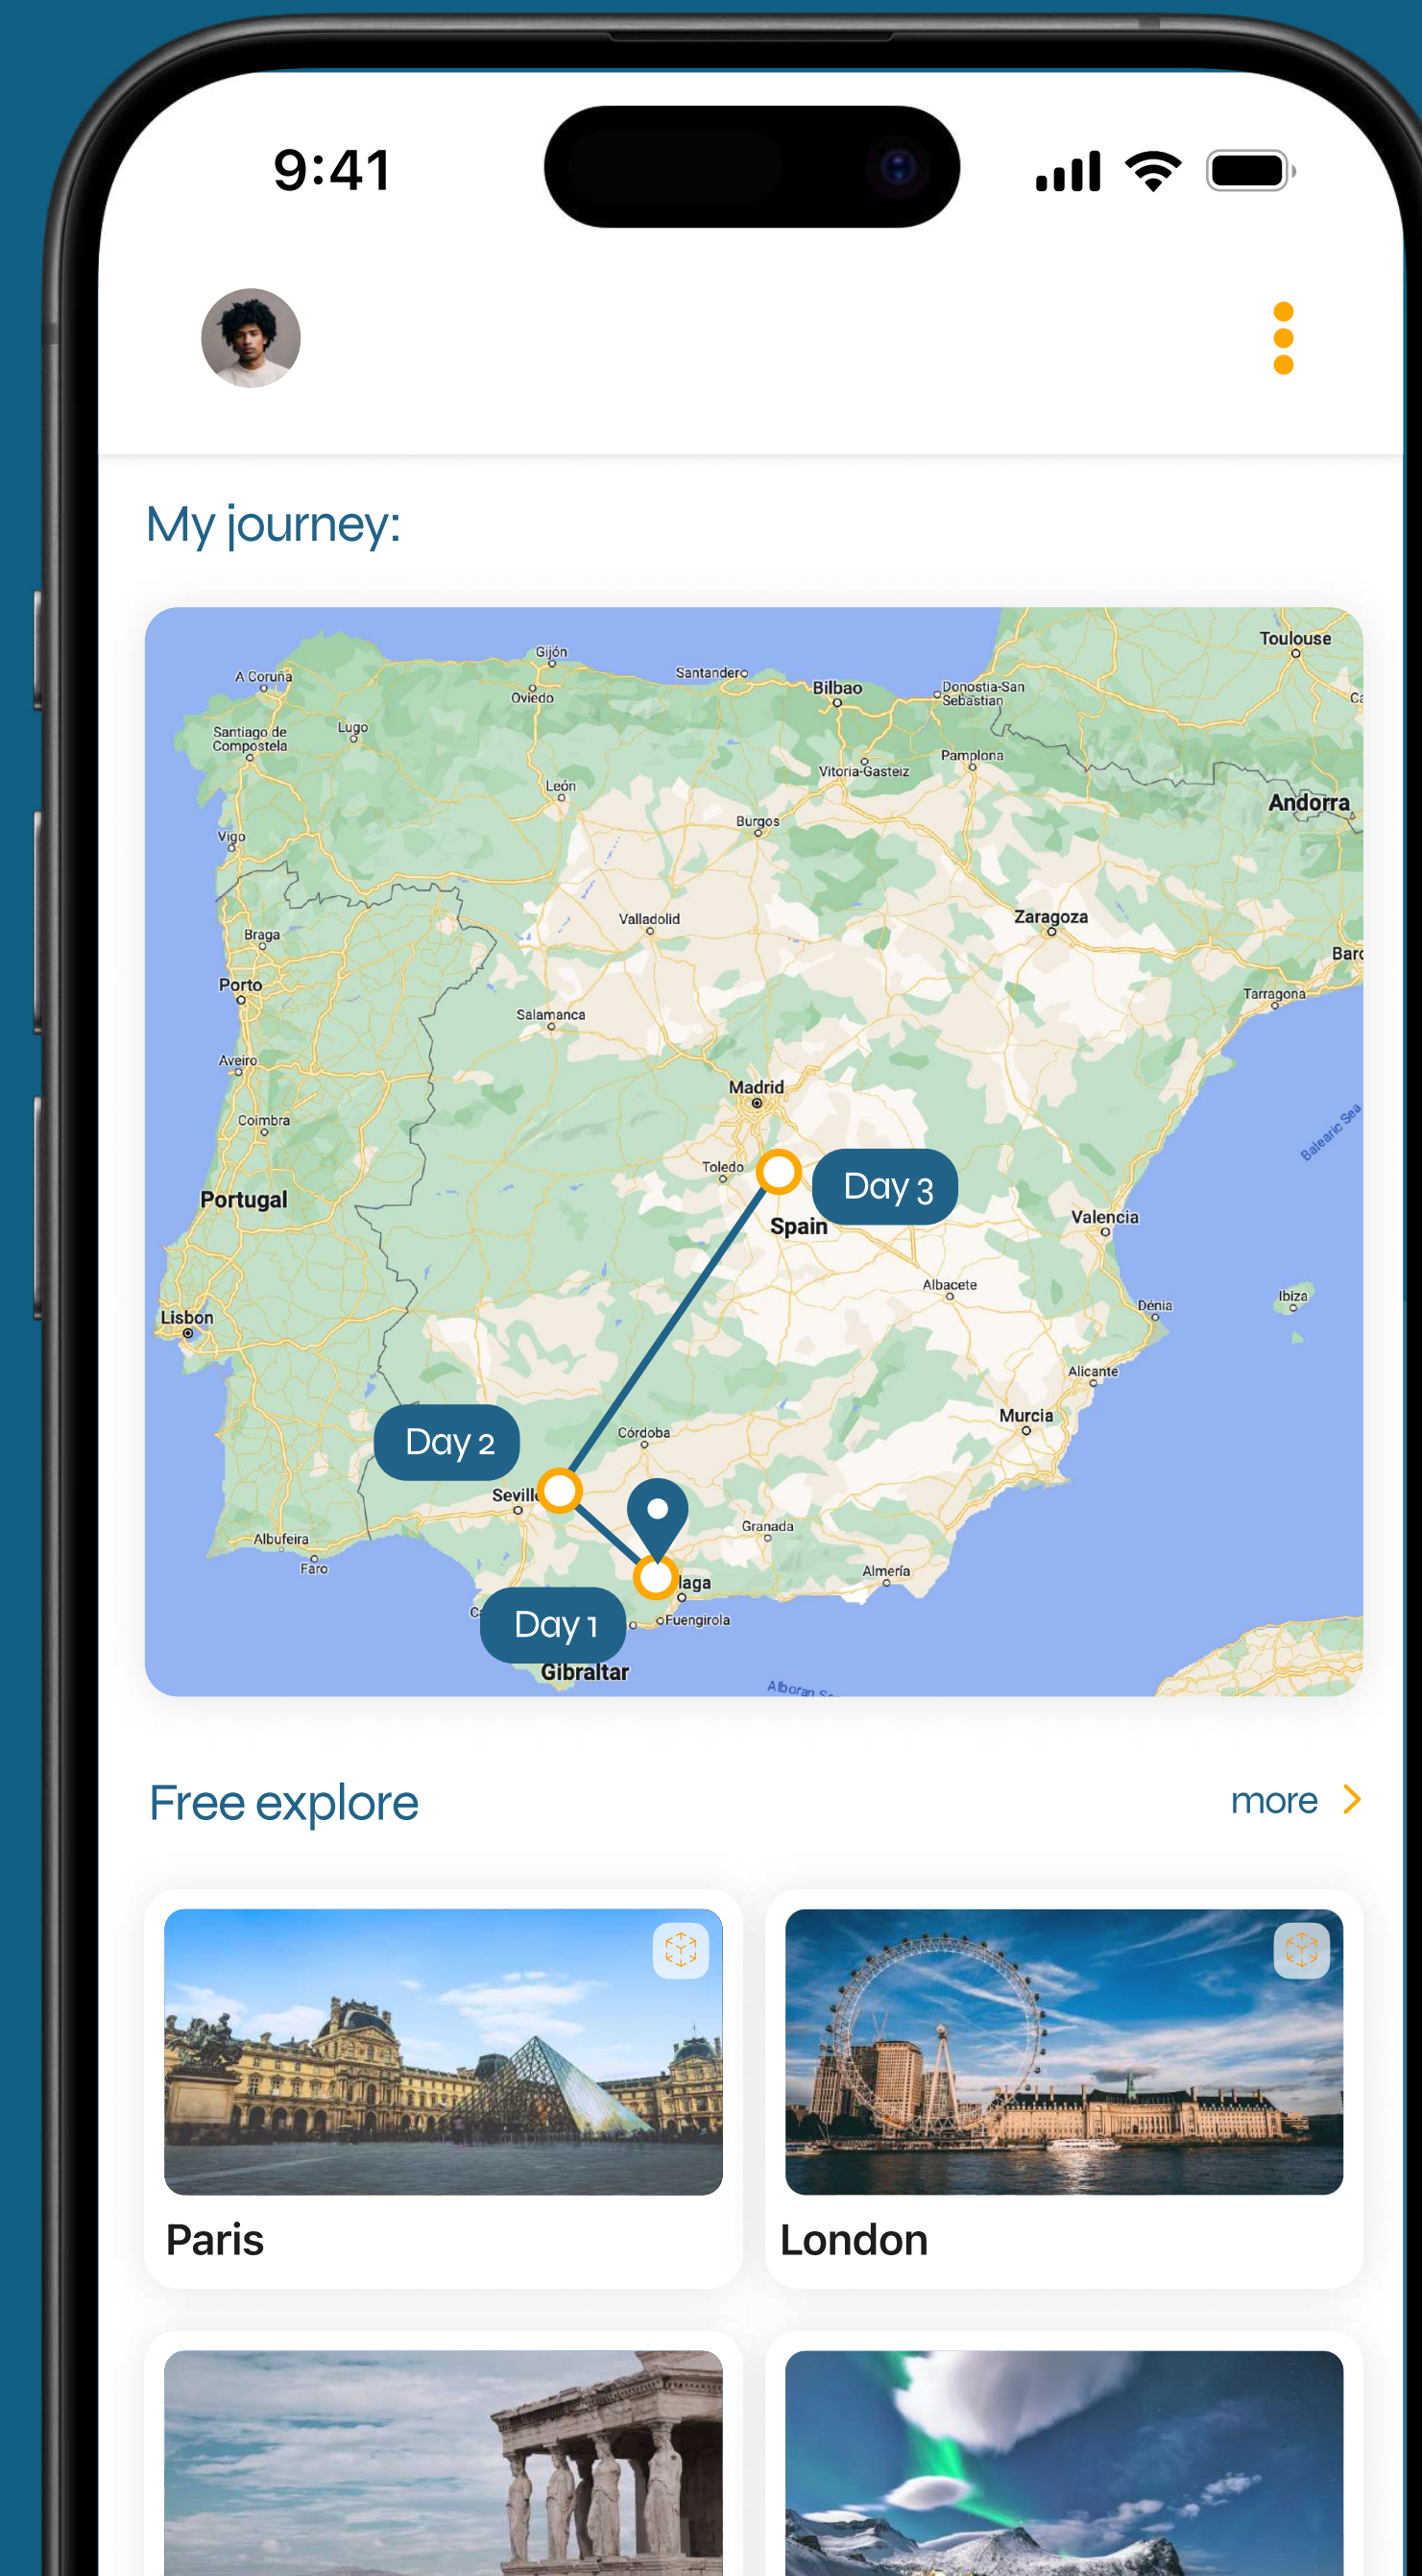 9:41
My journey:
Toulouse
Gijón
A Coruña
Santander
Bilbao
Donostia-San
Sebastian
Oviedo
Santiago de
Compostela
Lugo
Pamplona
Vitoria-Gasteiz
León
Andorra
Burgos
Vigo
Valladolid
Zaragoza
Braga
Porto
Tarragona
Salamanca
Aveiro
Madrid
Coimbra
Balearic Sea
Toledo
Day 3
Portugal
Spain
Valencia
Albacete
Ibiza
Dénia
Lisbon
Alicante
Murcia
Day 2
Córdoba
Granada
Albufeira
Faro
Almería
Fuengirola
Day 1
Gibraltar
Alboran
Free explore
more
Paris
London